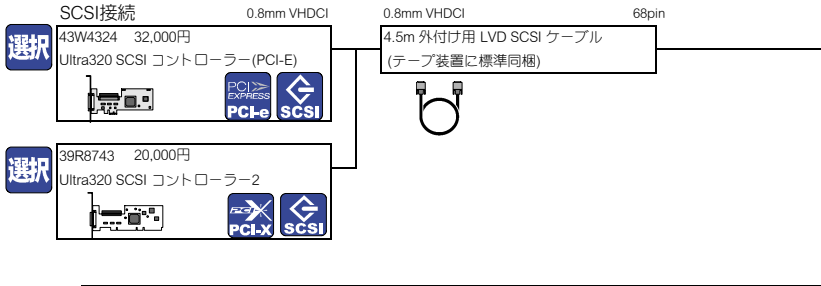 SCSI接続 0.8mm VHDCI
選択
43W4324 32,000円
Ultra320 SCSI コントローラー(PCI-E)
PCI EXPRESS
PCI-e
SCSI
0.8mm VHDCI 68pin
4.5m 外付け用 LVD SCSI ケーブル
(テープ装置に標準同梱)
選択
39R8743 20,000円
Ultra320 SCSI コントローラー2
PCI-X
PCI-X
SCSI